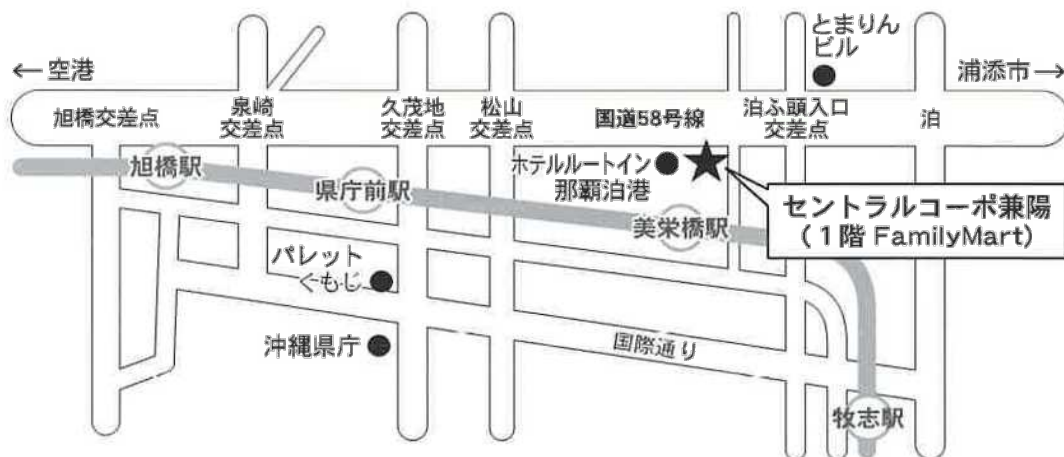 とまりん
ビル
← 空港
浦添市 →
旭橋交差点
泉崎
交差点
久茂地
交差点
松山
交差点
国道58号線
泊ふ頭入口
交差点
泊
旭橋駅
県庁前駅
ホテルルートイン
那覇泊港
美栄橋駅
セントラルコーポ兼陽
(1階 FamilyMart)
パレット
くもじ
沖縄県庁
国際通り
牧志駅